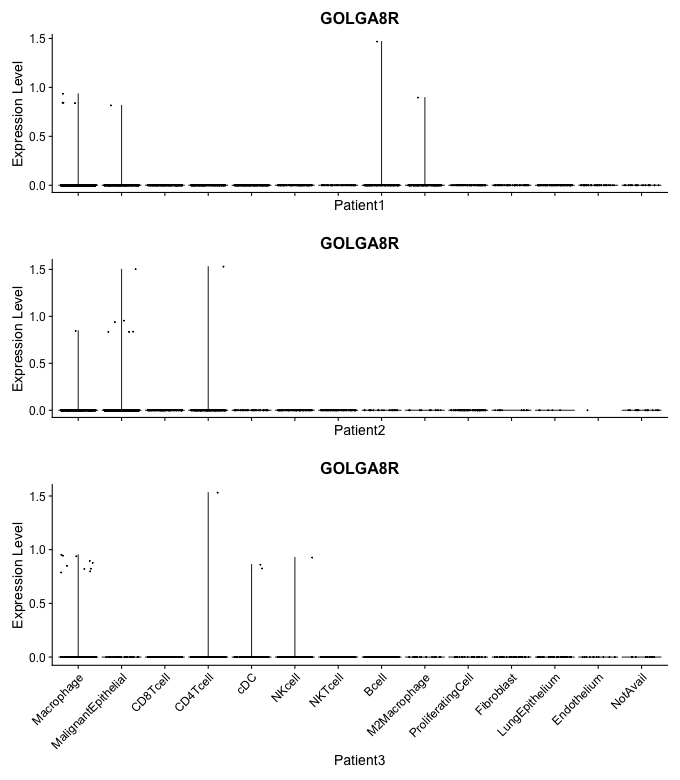 GOLGA8R
Expression Level
1.5
1.0
0.5
0.0
Patient1
GOLGA8R
Expression Level
1.5
1.0
0.5
0.0
Patient2
GOLGA8R
Expression Level
1.5
1.0
0.5
0.0
Macrophage
MalignantEpithelial
CD8Tcell
CD4Tcell
cDC
NKcell
NKTcell
Bcell
M2Macrophage
ProliferatingCell
Fibroblast
LungEpithelium
Endothelium
NotAvail
Patient3